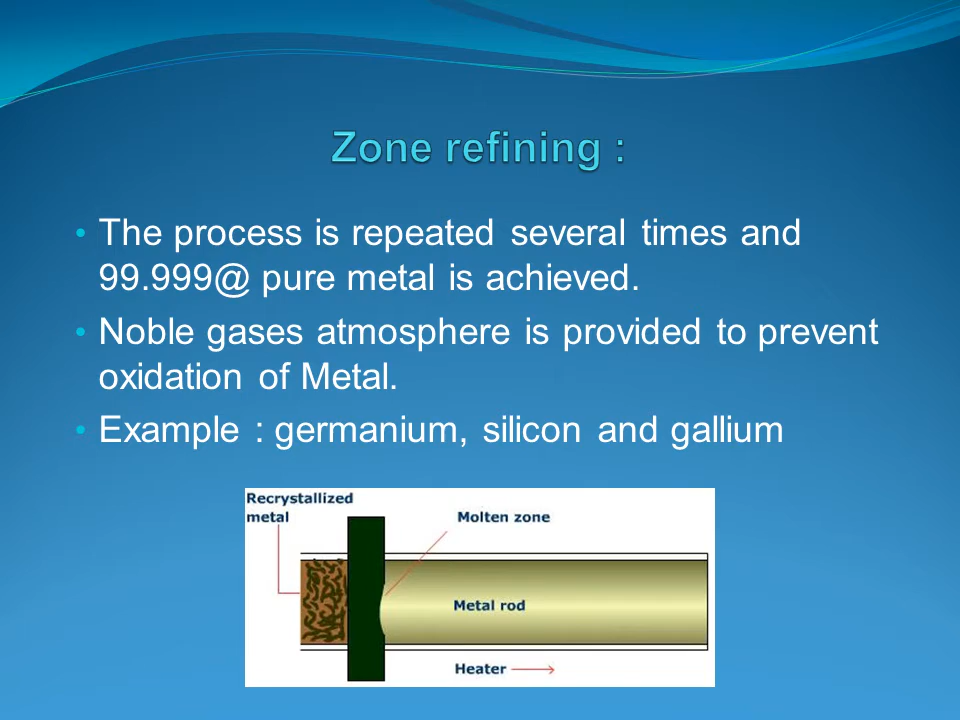 Zone refining :
• The process is repeated several times and
99.999@ pure metal is achieved.
• Noble gases atmosphere is provided to prevent
oxidation of Metal.
• Example : germanium, silicon and gallium
Recrystallized
metal
Molten zone
Metal rod
Heater